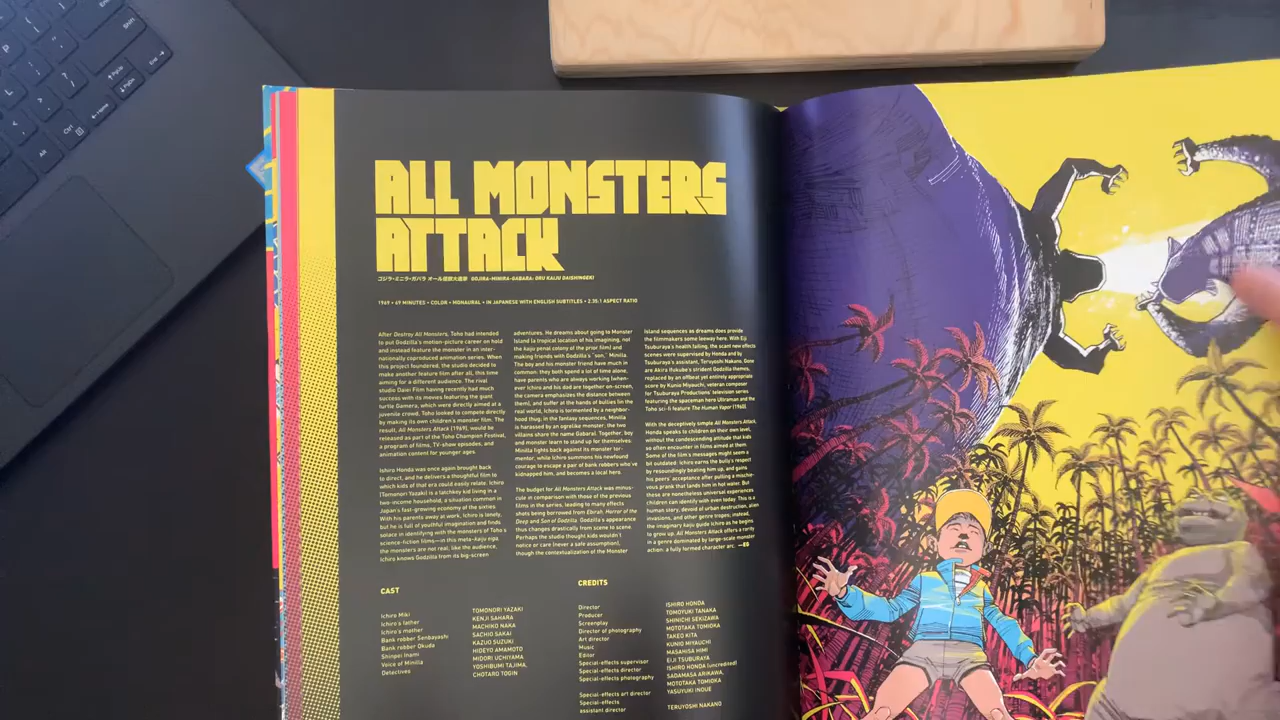 ALL MONSTERS
ATTACK
ゴジラ・ミニラ・ガバラ オール怪獣大進撃 GOJIRA-MINIRA-GABARA: ORU KAIJU DAISHINGEKI
1969 • 69 MINUTES • COLOR • MONAURAL • IN JAPANESE WITH ENGLISH SUBTITLES • 2.35:1 ASPECT RATIO
After Destroy All Monsters, Toho had intended
to put Godzilla's motion-picture career on hold
and instead feature the monster in an inter-
nationally coproduced animation series. When
this project foundered, the studio decided to
make another feature film after all, this time
aiming for a different audience. The rival
studio Daiei Film having recently had much
success with its movies featuring the giant
turtle Gamera, which were directly aimed at a
juvenile crowd, Toho looked to compete directly
by making its own children's monster film. The
result, All Monsters Attack (1969), would be
released as part of the Toho Champion Festival,
a program of films, TV-show episodes, and
animation content for younger ages.
Ishiro Honda was once again brought back
to direct, and he delivers a thoughtful film to
which kids of that era could easily relate. Ichiro
(Tomonori Yazaki) is a latchkey kid living in a
two-income household, a situation common in
Japan's fast-growing economy of the sixties.
With his parents away at work, Ichiro is lonely,
but he is full of youthful imagination and finds
solace in identifying with the monsters of Toho's
science-fiction films—in this meta-kaiju eiga,
the monsters are not real; like the audience,
Ichiro knows Godzilla from its big-screen
adventures. He dreams about going to Monster
Island (a tropical location of his imagining, not
the kaiju penal colony of the prior film) and
making friends with Godzilla's "son," Minilla.
The boy and his monster friend have much in
common: they both spend a lot of time alone,
have parents who are always working (when-
ever Ichiro and his dad are together on-screen,
the camera emphasizes the distance between
them), and suffer at the hands of bullies (in the
real world, Ichiro is tormented by a neighbor-
hood thug; in the fantasy sequences, Minilla
is harassed by an ogrelike monster; the two
villains share the name Gabara). Together, boy
and monster learn to stand up for themselves:
Minilla fights back against its monster tor-
mentor, while Ichiro summons his newfound
courage to escape a pair of bank robbers who've
kidnapped him, and becomes a local hero.
The budget for All Monsters Attack was minus-
cule in comparison with those of the previous
films in the series, leading to many effects
shots being borrowed from Ebirah, Horror of the
Deep and Son of Godzilla. Godzilla's appearance
thus changes drastically from scene to scene.
Perhaps the studio thought kids wouldn't
notice or care (never a safe assumption),
though the contextualization of the Monster
Island sequences as dreams does provide
the filmmakers some leeway here. With Eiji
Tsuburaya's health failing, the scant new effects
scenes were supervised by Honda and by
Tsuburaya's assistant, Teruyoshi Nakano. Gone
are Akira Ifukube's strident Godzilla themes,
replaced by an offbeat yet entirely appropriate
score by Kunio Miyauchi, veteran composer
for Tsuburaya Productions' television series
featuring the spaceman hero Ultraman and the
Toho sci-fi feature The Human Vapor (1960).
With the deceptively simple All Monsters Attack,
Honda speaks to children on their own level,
without the condescending attitude that kids
so often encounter in films aimed at them.
Some of the film's messages might seem a
bit outdated: Ichiro earns the bully's respect
by resoundingly beating him up, and gains
his peers' acceptance after pulling a mischie-
vous prank that lands him in hot water. But
these are nonetheless universal experiences
children can identify with even today. This is a
human story, devoid of urban destruction, alien
invasions, and other genre tropes; instead,
the imaginary kaiju guide Ichiro as he begins
to grow up. All Monsters Attack offers a rarity
in a genre dominated by large-scale monster
action: a fully formed character arc. —EB
CAST
Ichiro Miki TOMONORI YAZAKI
Ichiro's father KENJI SAHARA
Ichiro's mother MACHIKO NAKA
Bank robber Senbayashi SACHIO SAKAI
Bank robber Okuda KAZUO SUZUKI
Shinpei Inami HIDEYO AMAMOTO
Voice of Minilla MIDORI UCHIYAMA
Detectives YOSHIBUMI TAJIMA,
CHOTARO TOGIN
CREDITS
Director ISHIRO HONDA
Producer TOMOYUKI TANAKA
Screenplay SHINICHI SEKIZAWA
Director of photography MOTOTAKA TOMIOKA
Art director TAKEO KITA
Music KUNIO MIYAUCHI
Editor MASAHISA HIMI
Special-effects supervisor EIJI TSUBURAYA
Special-effects director ISHIRO HONDA (uncredited)
Special-effects photography SADAMASA ARIKAWA,
MOTOTAKA TOMIOKA
Special-effects art director YASUYUKI INOUE
Special-effects
assistant director TERUYOSHI NAKANO
Shift
End
PgUp
PgDn
Home
Ctrl
Alt